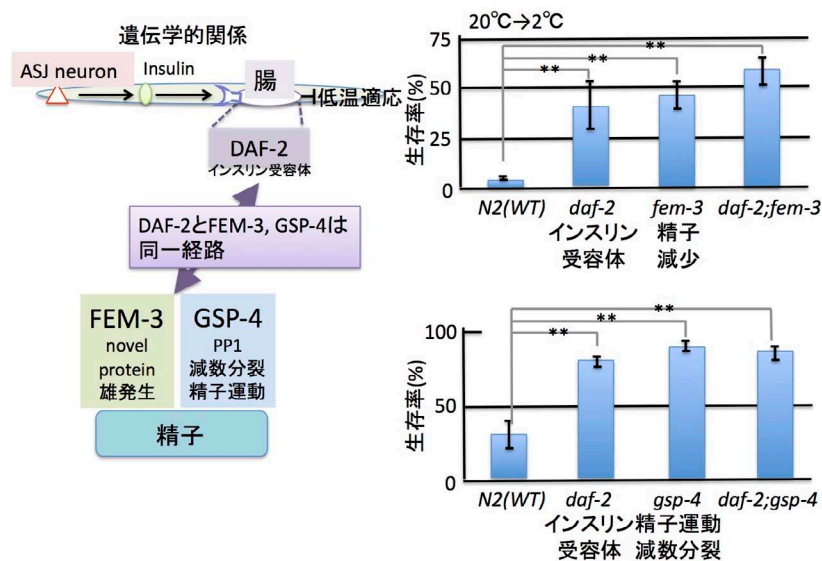 遺伝学的関係
ASJ neuron
Insulin
腸
低温適応
DAF-2
インスリン受容体
DAF-2とFEM-3, GSP-4は
同一経路
FEM-3
novel
protein
雄発生
GSP-4
PP1
減数分裂
精子運動
精子
20℃→2℃
生存率(%)
75
50
25
0
**
**
**
N2(WT)
daf-2
fem-3
daf-2;fem-3
インスリン
受容体
精子
減少
生存率(%)
100
50
0
**
**
**
N2(WT)
daf-2
gsp-4
daf-2;gsp-4
インスリン
受容体
精子運動
減数分裂